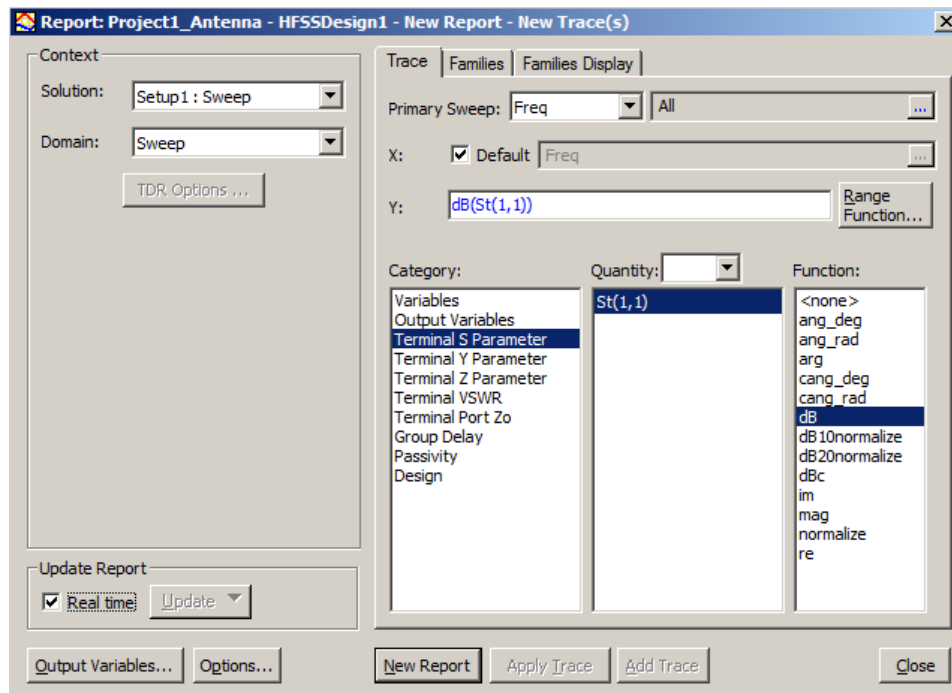 Report: Project1_Antenna - HFSSDesign1 - New Report - New Trace(s)
Context
Solution: Setup1 : Sweep
Domain: Sweep
TDR Options ...
Update Report
Real time Update
Output Variables... Options...
Trace Families Families Display
Primary Sweep: Freq All ...
X: Default Freq ...
Y: dB(St(1,1)) Range Function...
Category:
Variables
Output Variables
Terminal S Parameter
Terminal Y Parameter
Terminal Z Parameter
Terminal VSWR
Terminal Port Zo
Group Delay
Passivity
Design
Quantity:
St(1,1)
Function:
<none>
ang_deg
ang_rad
arg
cang_deg
cang_rad
dB
dB10normalize
dB20normalize
dBc
im
mag
normalize
re
New Report Apply Trace Add Trace Close